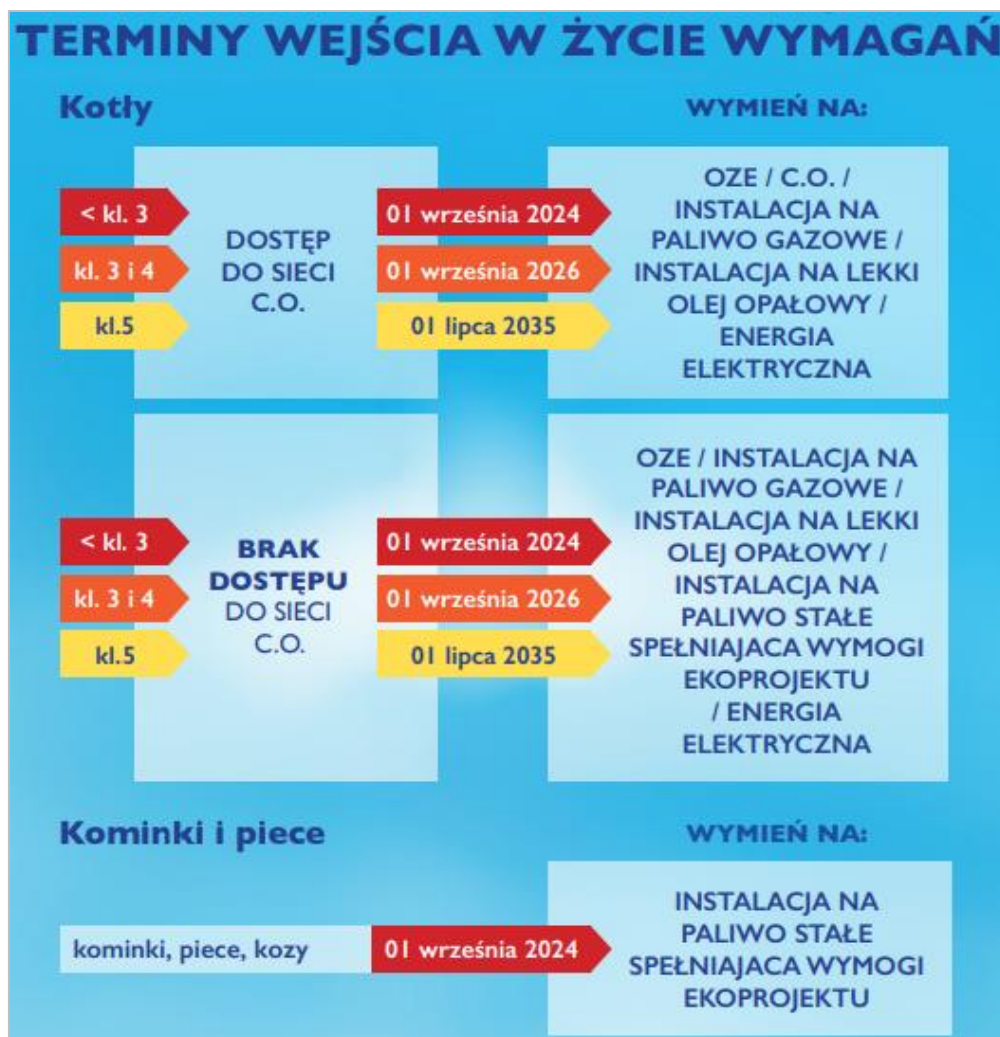 TERMINY WEJŚCIA W ŻYCIE WYMAGAŃ
Kotły
WYMIEŃ NA:
< kl. 3
kl. 3 i 4
kl.5
DOSTĘP
DO SIECI
C.O.
01 września 2024
01 września 2026
01 lipca 2035
OZE / C.O. /
INSTALACJA NA
PALIWO GAZOWE /
INSTALACJA NA LEKKI
OLEJ OPAŁOWY /
ENERGIA
ELEKTRYCZNA
< kl. 3
kl. 3 i 4
kl.5
BRAK
DOSTĘPU
DO SIECI
C.O.
01 września 2024
01 września 2026
01 lipca 2035
OZE / INSTALACJA NA
PALIWO GAZOWE /
INSTALACJA NA LEKKI
OLEJ OPAŁOWY /
INSTALACJA NA
PALIWO STAŁE
SPEŁNIAJACA WYMOGI
EKOPROJEKTU
/ ENERGIA
ELEKTRYCZNA
Kominki i piece
WYMIEŃ NA:
kominki, piece, kozy
01 września 2024
INSTALACJA NA
PALIWO STAŁE
SPEŁNIAJACA WYMOGI
EKOPROJEKTU